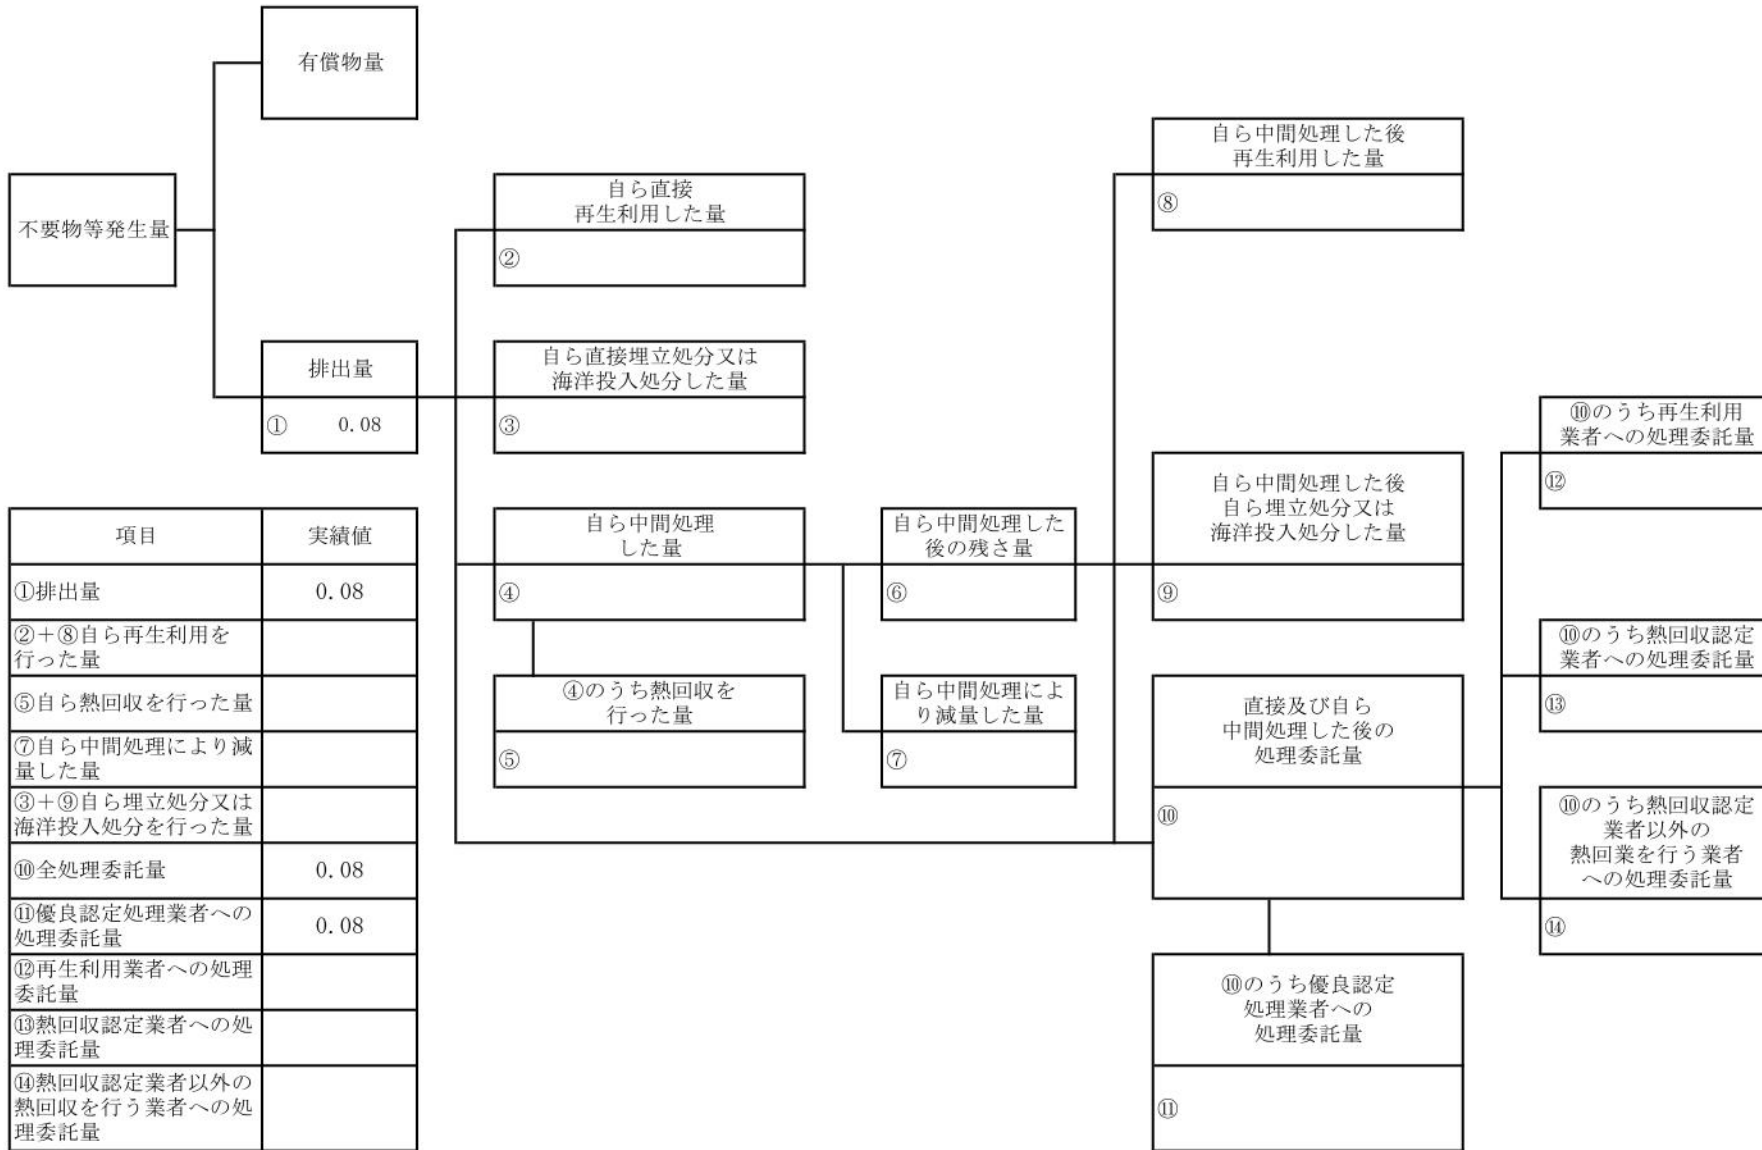 有償物量
不要物等発生量
排出量
① 0.08
自ら直接
再生利用した量
②
自ら直接埋立処分又は
海洋投入処分した量
③
自ら中間処理
した量
④
④のうち熱回収を
行った量
⑤
自ら中間処理した
後の残さ量
⑥
自ら中間処理によ
り減量した量
⑦
自ら中間処理した後
再生利用した量
⑧
自ら中間処理した後
自ら埋立処分又は
海洋投入処分した量
⑨
直接及び自ら
中間処理した後の
処理委託量
⑩
⑩のうち優良認定
処理業者への
処理委託量
⑪
⑩のうち再生利用
業者への処理委託量
⑫
⑩のうち熱回収認定
業者への処理委託量
⑬
⑩のうち熱回収認定
業者以外の
熱回業を行う業者
への処理委託量
⑭
項目 実績値
①排出量 0.08
②＋⑧自ら再生利用を
行った量
⑤自ら熱回収を行った量
⑦自ら中間処理により減
量した量
③＋⑨自ら埋立処分又は
海洋投入処分を行った量
⑩全処理委託量 0.08
⑪優良認定処理業者への
処理委託量 0.08
⑫再生利用業者への処理
委託量
⑬熱回収認定業者への処
理委託量
⑭熱回収認定業者以外の
熱回収を行う業者への処
理委託量